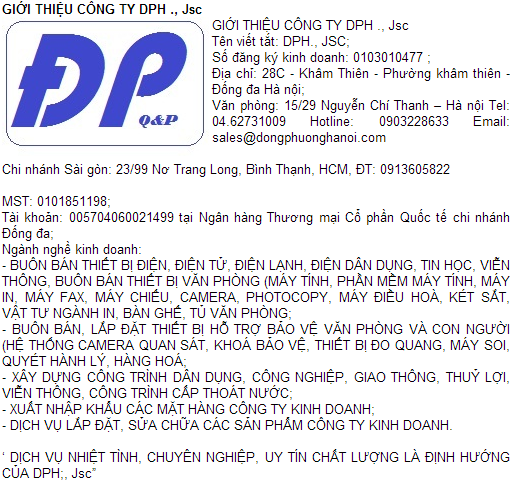 GIỚI THIỆU CÔNG TY DPH ., Jsc
ĐP
Q&P
GIỚI THIỆU CÔNG TY DPH ., Jsc
Tên viết tắt: DPH., JSC;
Số đăng ký kinh doanh: 0103010477 ;
Địa chỉ: 28C - Khâm Thiên - Phường khâm thiên - Đống đa Hà nội;
Văn phòng: 15/29 Nguyễn Chí Thanh – Hà nội Tel: 04.62731009 Hotline: 0903228633 Email: sales@dongphuonghanoi.com
Chi nhánh Sài gòn: 23/99 Nơ Trang Long, Bình Thạnh, HCM, ĐT: 0913605822
MST: 0101851198;
Tài khoản: 005704060021499 tại Ngân hàng Thương mại Cổ phần Quốc tế chi nhánh Đống đa;
Ngành nghề kinh doanh:
- BUÔN BÁN THIẾT BỊ ĐIỆN, ĐIỆN TỬ, ĐIỆN LẠNH, ĐIỆN DÂN DỤNG, TIN HỌC, VIỄN THÔNG, BUÔN BÁN THIẾT BỊ VĂN PHÒNG (MÁY TÍNH, PHẦN MỀM MÁY TÍNH, MÁY IN, MÁY FAX, MÁY CHIẾU, CAMERA, PHOTOCOPY, MÁY ĐIỀU HOÀ, KÉT SẮT, VẬT TƯ NGÀNH IN, BÀN GHẾ, TỦ VĂN PHÒNG;
- BUÔN BÁN, LẮP ĐẶT THIẾT BỊ HỖ TRỢ BẢO VỆ VĂN PHÒNG VÀ CON NGƯỜI (HỆ THỐNG CAMERA QUAN SÁT, KHOÁ BẢO VỆ, THIẾT BỊ ĐO QUANG, MÁY SOI, QUYÉT HÀNH LÝ, HÀNG HOÁ;
- XÂY DỰNG CÔNG TRÌNH DÂN DỤNG, CÔNG NGHIỆP, GIAO THÔNG, THUỶ LỢI, VIỄN THÔNG, CÔNG TRÌNH CẤP THOÁT NƯỚC;
- XUẤT NHẬP KHẨU CÁC MẶT HÀNG CÔNG TY KINH DOANH;
- DỊCH VỤ LẮP ĐẶT, SỬA CHỮA CÁC SẢN PHẨM CÔNG TY KINH DOANH.
‘ DỊCH VỤ NHIỆT TÌNH, CHUYÊN NGHIỆP, UY TÍN CHẤT LƯỢNG LÀ ĐỊNH HƯỚNG CỦA DPH;, Jsc”